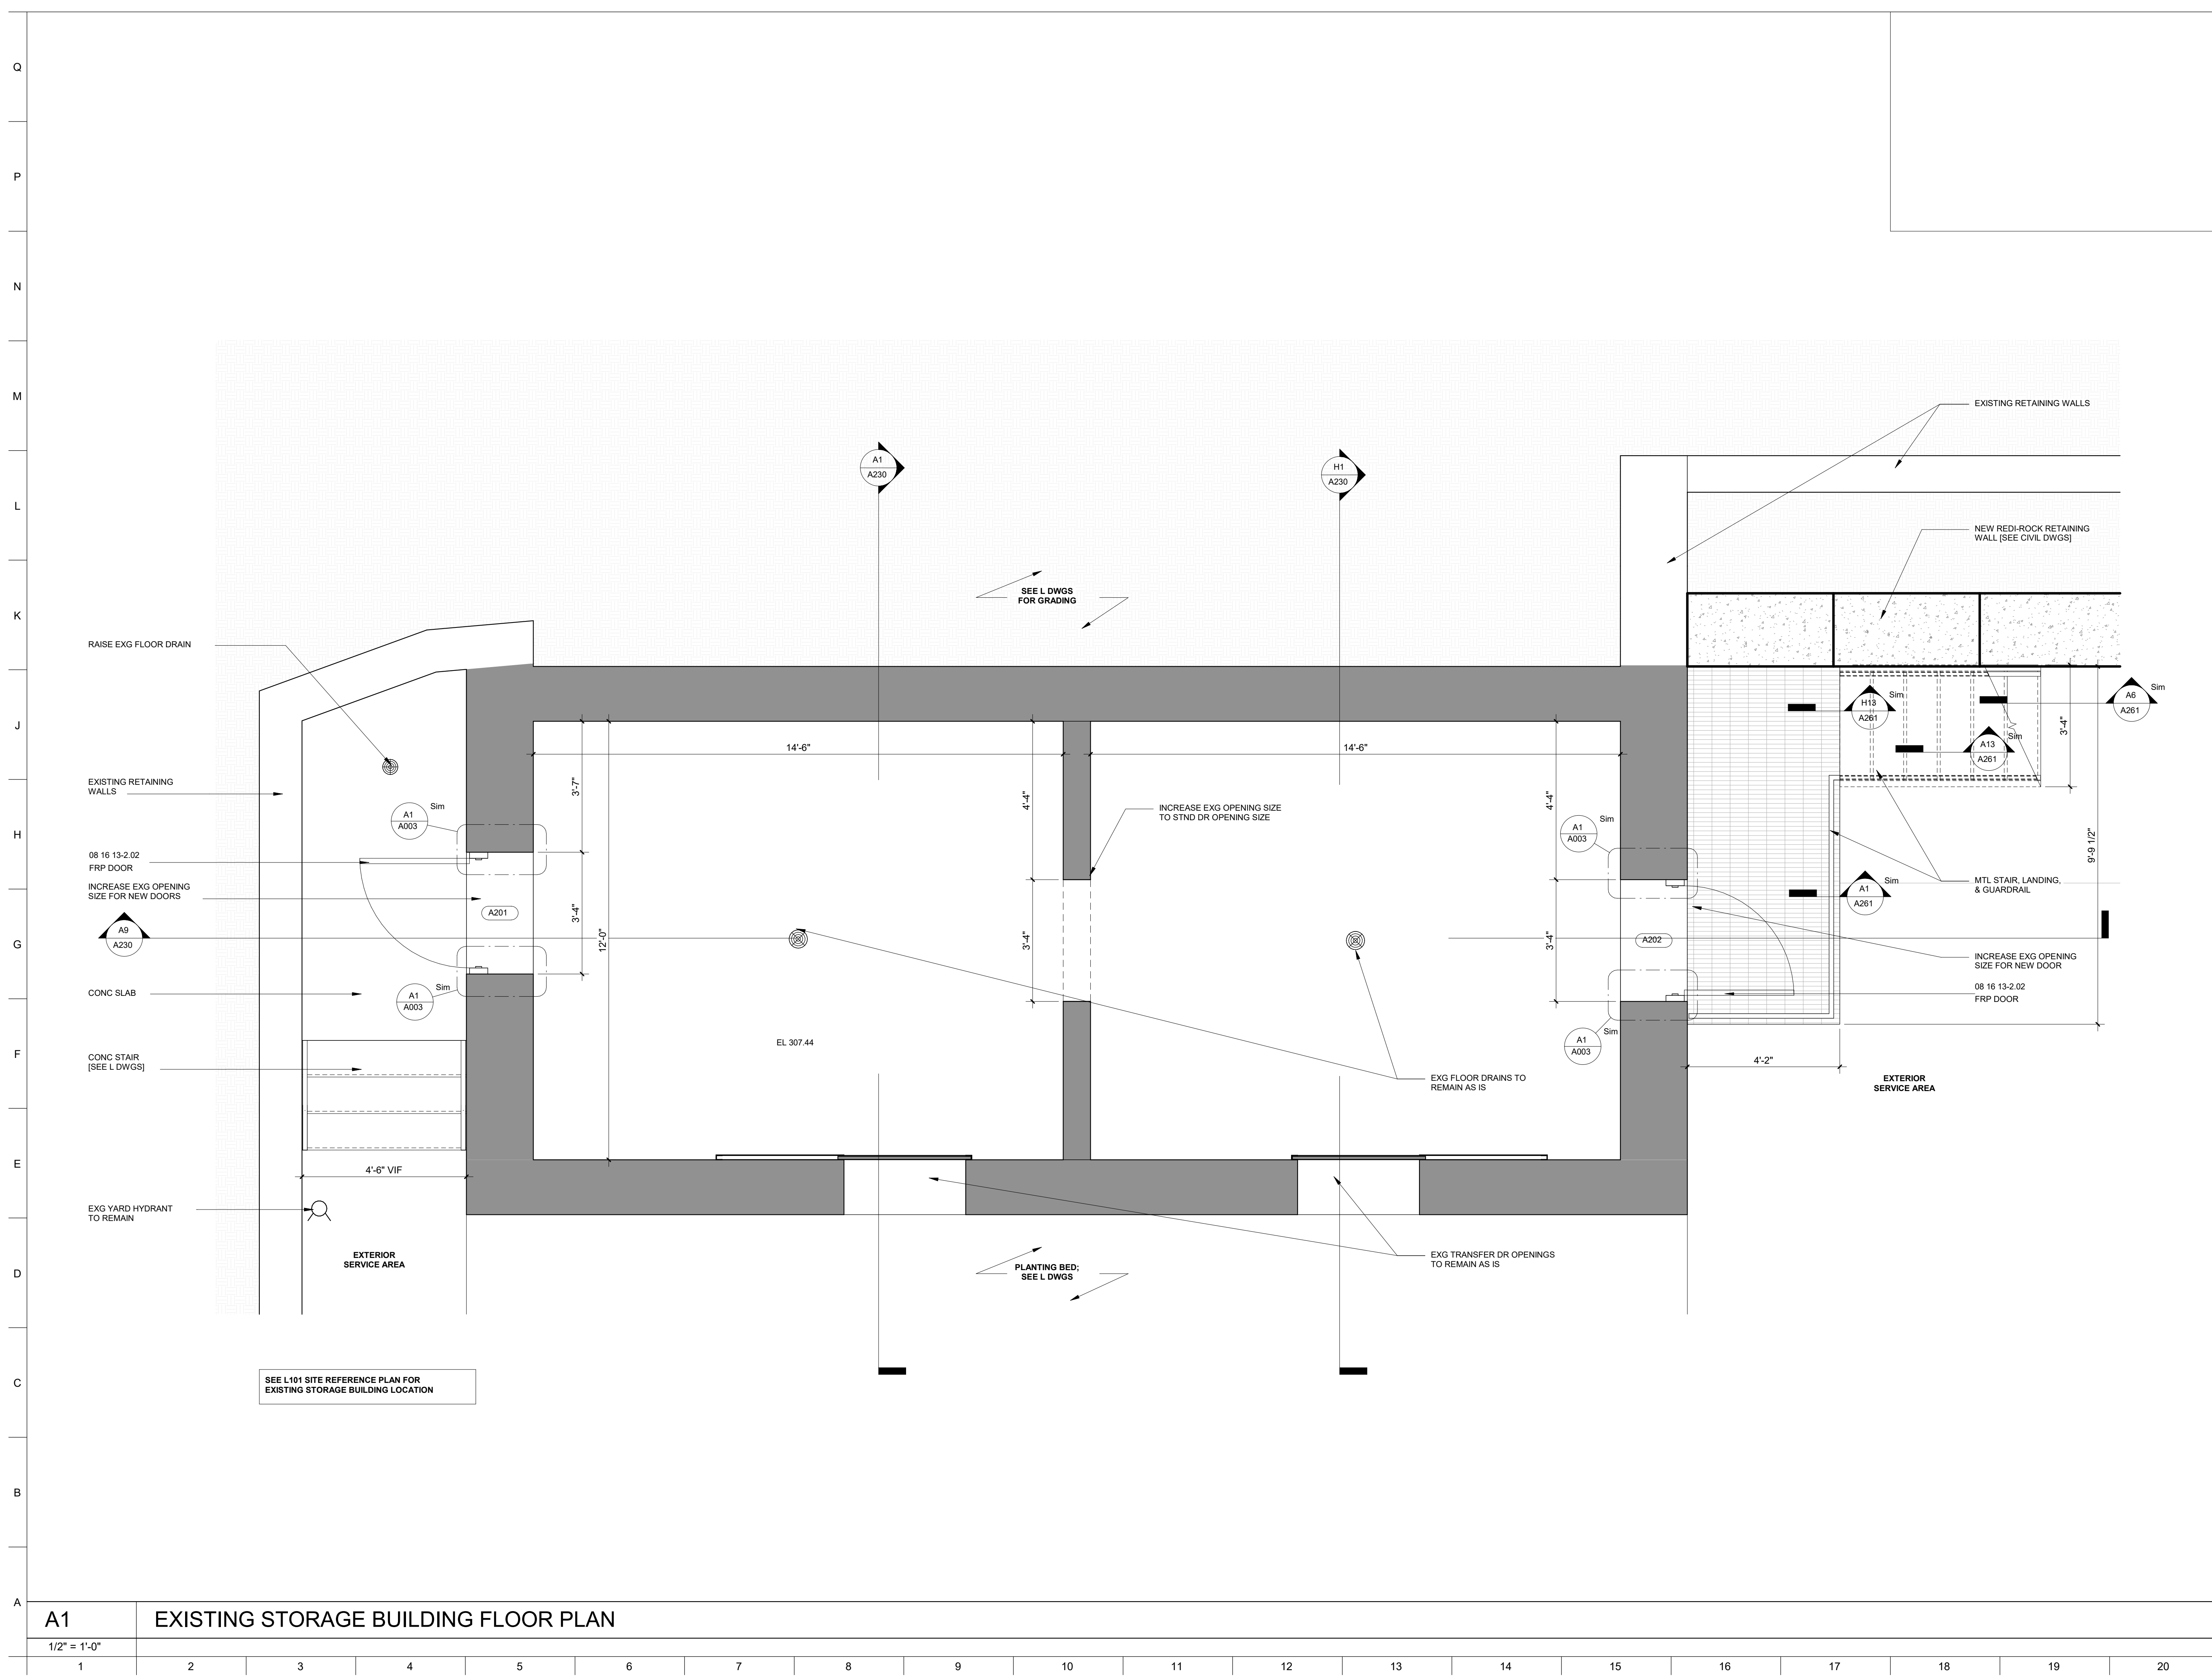 Q
P
N
M
L
K
J
H
G
F
E
D
C
B
A
EXISTING RETAINING WALLS
A1
A230
H1
A230
NEW REDI-ROCK RETAINING
WALL [SEE CIVIL DWGS]
SEE L DWGS
FOR GRADING
RAISE EXG FLOOR DRAIN
H13
A261
Sim
A6
A261
Sim
A13
A261
Sim
3'-4"
14'-6"
14'-6"
EXISTING RETAINING
WALLS
3'-7"
4'-4"
4'-4"
A1
A003
Sim
INCREASE EXG OPENING SIZE
TO STND DR OPENING SIZE
A1
A003
Sim
9'-9 1/2"
08 16 13-2.02
FRP DOOR
INCREASE EXG OPENING
SIZE FOR NEW DOORS
MTL STAIR, LANDING,
& GUARDRAIL
A1
A261
Sim
A201
3'-4"
12'-0"
3'-4"
3'-4"
A202
A9
A230
INCREASE EXG OPENING
SIZE FOR NEW DOOR
CONC SLAB
A1
A003
Sim
08 16 13-2.02
FRP DOOR
A1
A003
Sim
EL 307.44
CONC STAIR
[SEE L DWGS]
4'-2"
EXG FLOOR DRAINS TO
REMAIN AS IS
EXTERIOR
SERVICE AREA
4'-6" VIF
EXG YARD HYDRANT
TO REMAIN
EXTERIOR
SERVICE AREA
PLANTING BED;
SEE L DWGS
EXG TRANSFER DR OPENINGS
TO REMAIN AS IS
SEE L101 SITE REFERENCE PLAN FOR
EXISTING STORAGE BUILDING LOCATION
A1
EXISTING STORAGE BUILDING FLOOR PLAN
1/2" = 1'-0"
1 2 3 4 5 6 7 8 9 10 11 12 13 14 15 16 17 18 19 20